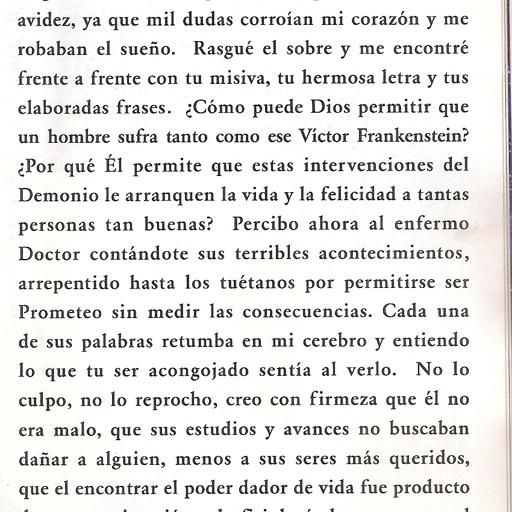 avidez, ya que mil dudas corroían mi corazón y me
robaban el sueño. Rasgué el sobre y me encontré
frente a frente con tu misiva, tu hermosa letra y tus
elaboradas frases. ¿Cómo puede Dios permitir que
un hombre sufra tanto como ese Víctor Frankenstein?
¿Por qué Él permite que estas intervenciones del
Demonio le arranquen la vida y la felicidad a tantas
personas tan buenas? Percibo ahora al enfermo
Doctor contándote sus terribles acontecimientos,
arrepentido hasta los tuétanos por permitirse ser
Prometeo sin medir las consecuencias. Cada una
de sus palabras retumba en mi cerebro y entiendo
lo que tu ser acongojado sentía al verlo. No lo
culpo, no lo reprocho, creo con firmeza que él no
era malo, que sus estudios y avances no buscaban
dañar a alguien, menos a sus seres más queridos,
que el encontrar el poder dador de vida fue producto